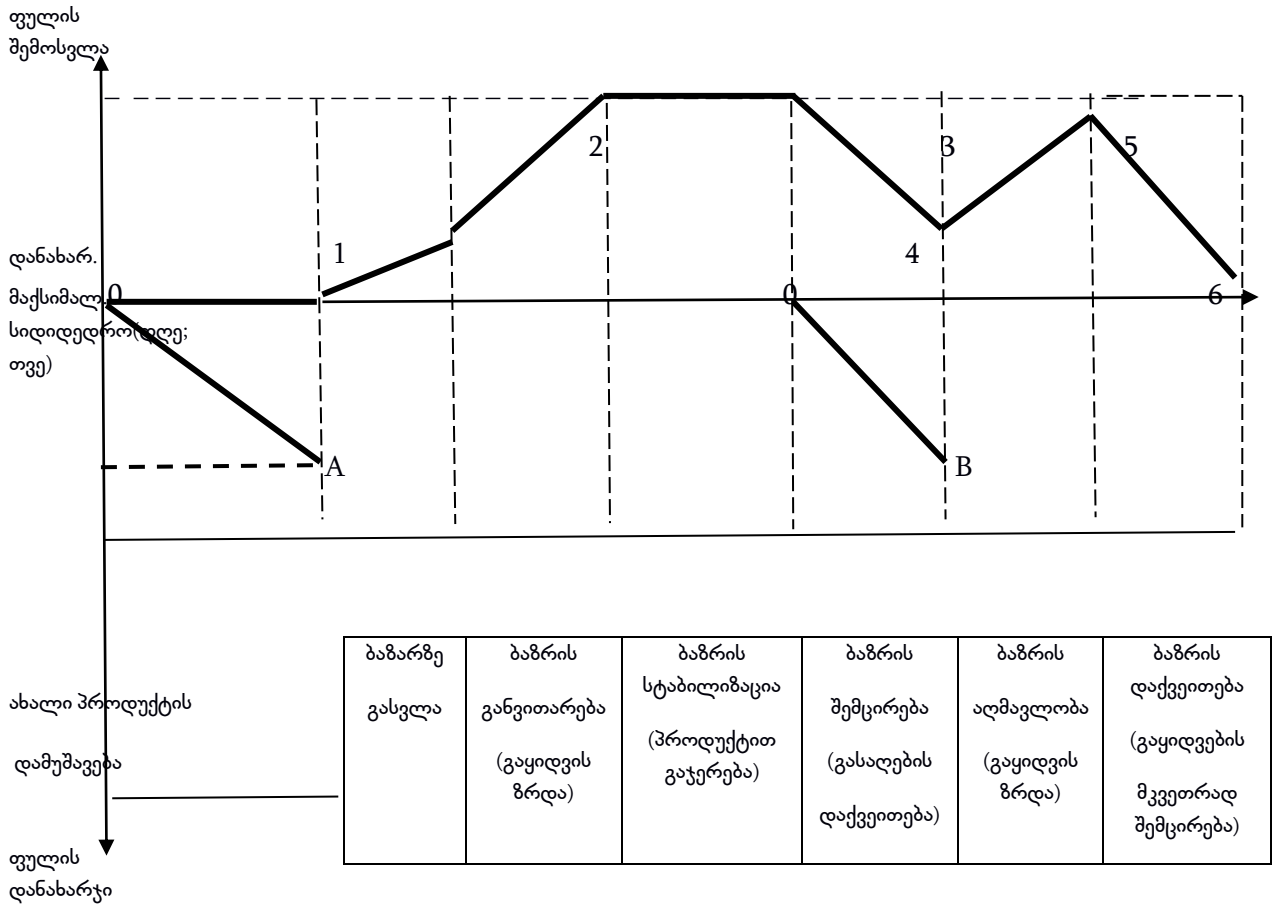 ფულის
შემოსვლა
2
3
5
1
4
დანახარ.
მაქსიმალ.
0
0
6
სიდიდედრო(დღე;
თვე)
A
B
ახალი პროდუქტის
დამუშავება
ბაზარზე
გასვლა
ბაზრის
განვითარება
(გაყიდვის
ზრდა)
ბაზრის
სტაბილიზაცია
(პროდუქტით
გაჯერება)
ბაზრის
შემცირება
(გასაღების
დაქვეითება)
ბაზრის
აღმავლობა
(გაყიდვის
ზრდა)
ბაზრის
დაქვეითება
(გაყიდვების
მკვეთრად
შემცირება)
ფულის
დანახარჯი